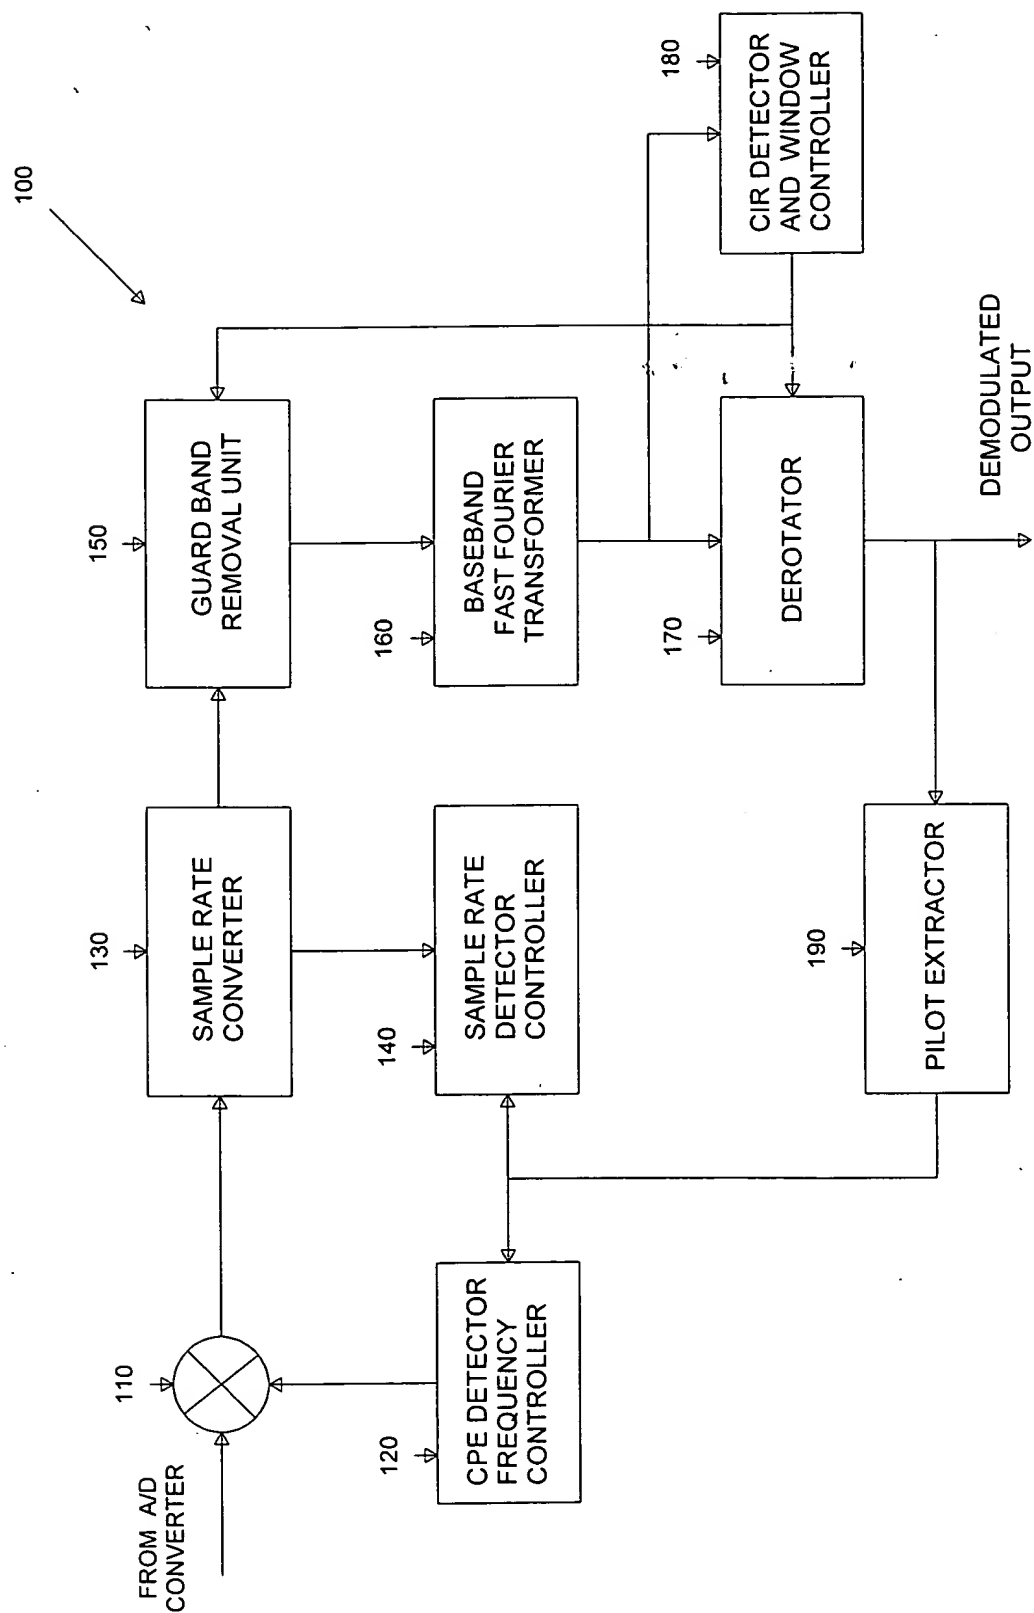 100
FROM A/D
CONVERTER
110
120
CPE DETECTOR
FREQUENCY
CONTROLLER
130
SAMPLE RATE
CONVERTER
140
SAMPLE RATE
DETECTOR
CONTROLLER
150
GUARD BAND
REMOVAL UNIT
160
BASEBAND
FAST FOURIER
TRANSFORMER
170
DEROTATOR
180
CIR DETECTOR
AND WINDOW
CONTROLLER
190
PILOT EXTRACTOR
DEMODULATED
OUTPUT